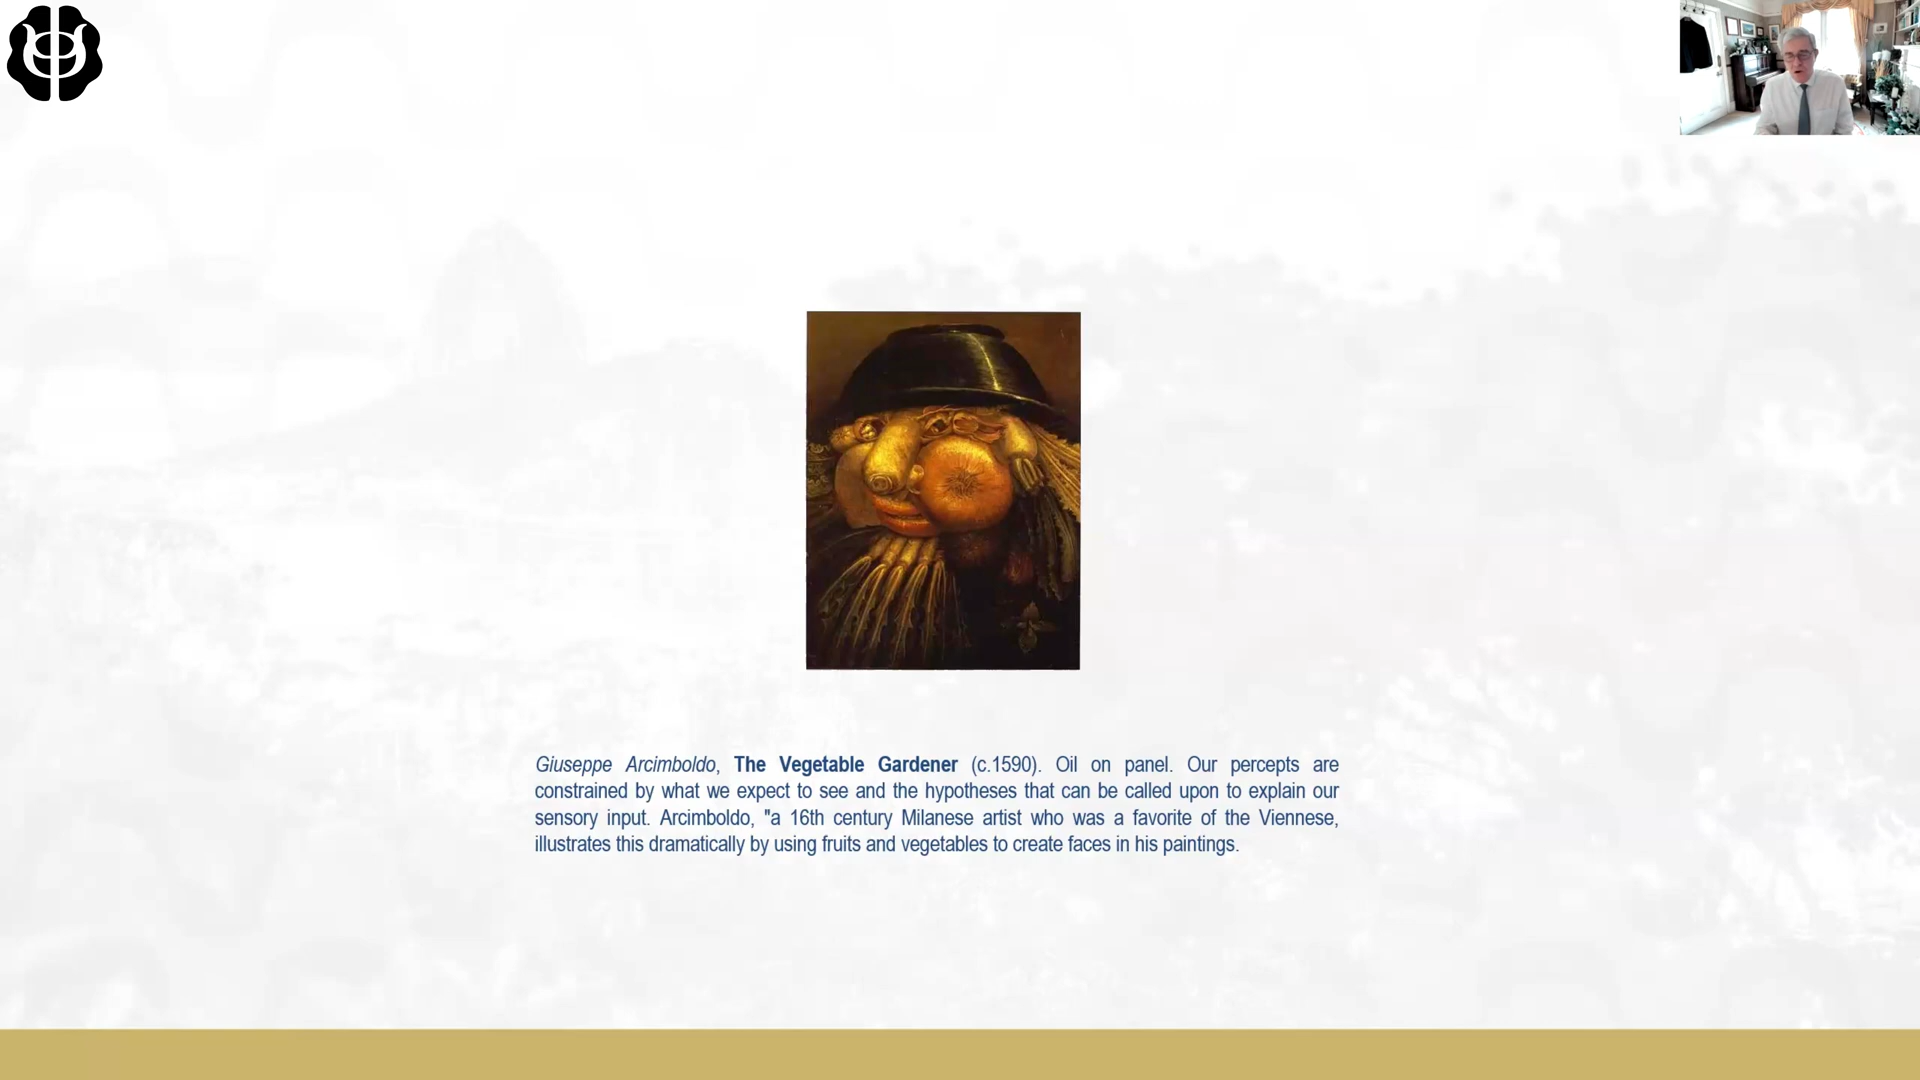 Giuseppe Arcimboldo, The Vegetable Gardener (c.1590). Oil on panel. Our percepts are
constrained by what we expect to see and the hypotheses that can be called upon to explain our
sensory input. Arcimboldo, "a 16th century Milanese artist who was a favorite of the Viennese,
illustrates this dramatically by using fruits and vegetables to create faces in his paintings.